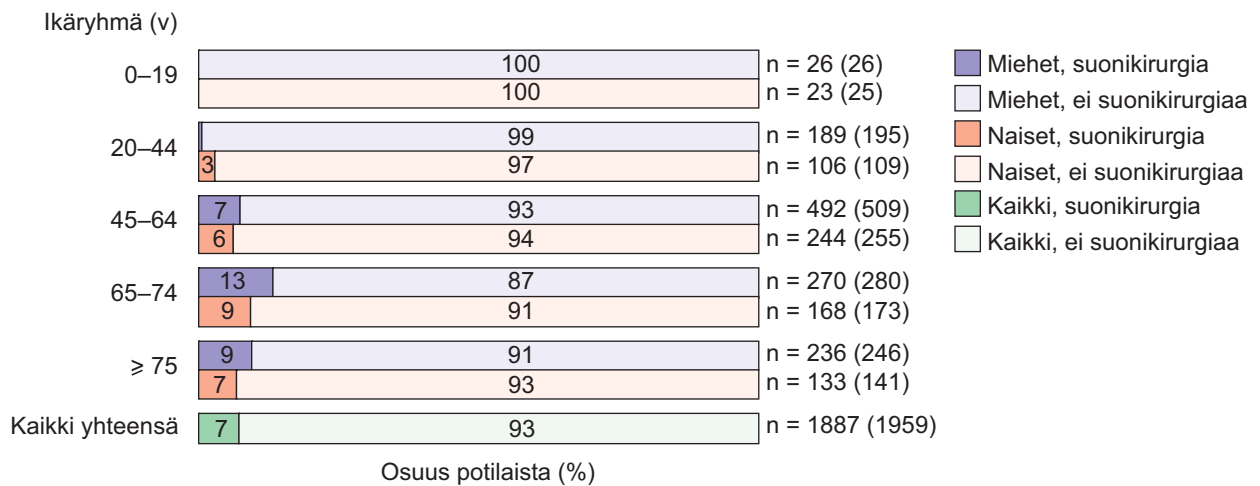 Ikäryhmä (v)
0–19
100
n = 26 (26)
100
n = 23 (25)
20–44
99
n = 189 (195)
3
97
n = 106 (109)
45–64
7
93
n = 492 (509)
6
94
n = 244 (255)
65–74
13
87
n = 270 (280)
9
91
n = 168 (173)
⩾ 75
9
91
n = 236 (246)
7
93
n = 133 (141)
Kaikki yhteensä
7
93
n = 1887 (1959)
Osuus potilaista (%)
Miehet, suonikirurgia
Miehet, ei suonikirurgiaa
Naiset, suonikirurgia
Naiset, ei suonikirurgiaa
Kaikki, suonikirurgia
Kaikki, ei suonikirurgiaa